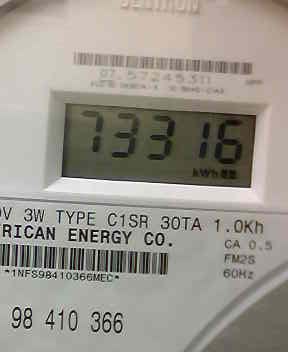 CENTRON
73316
kWh
0V 3W TYPE C1SR 30TA 1.0Kh
RICAN ENERGY CO.
CA 0.5
FM2S
60Hz
*1NFS98410366MEC*
98 410 366